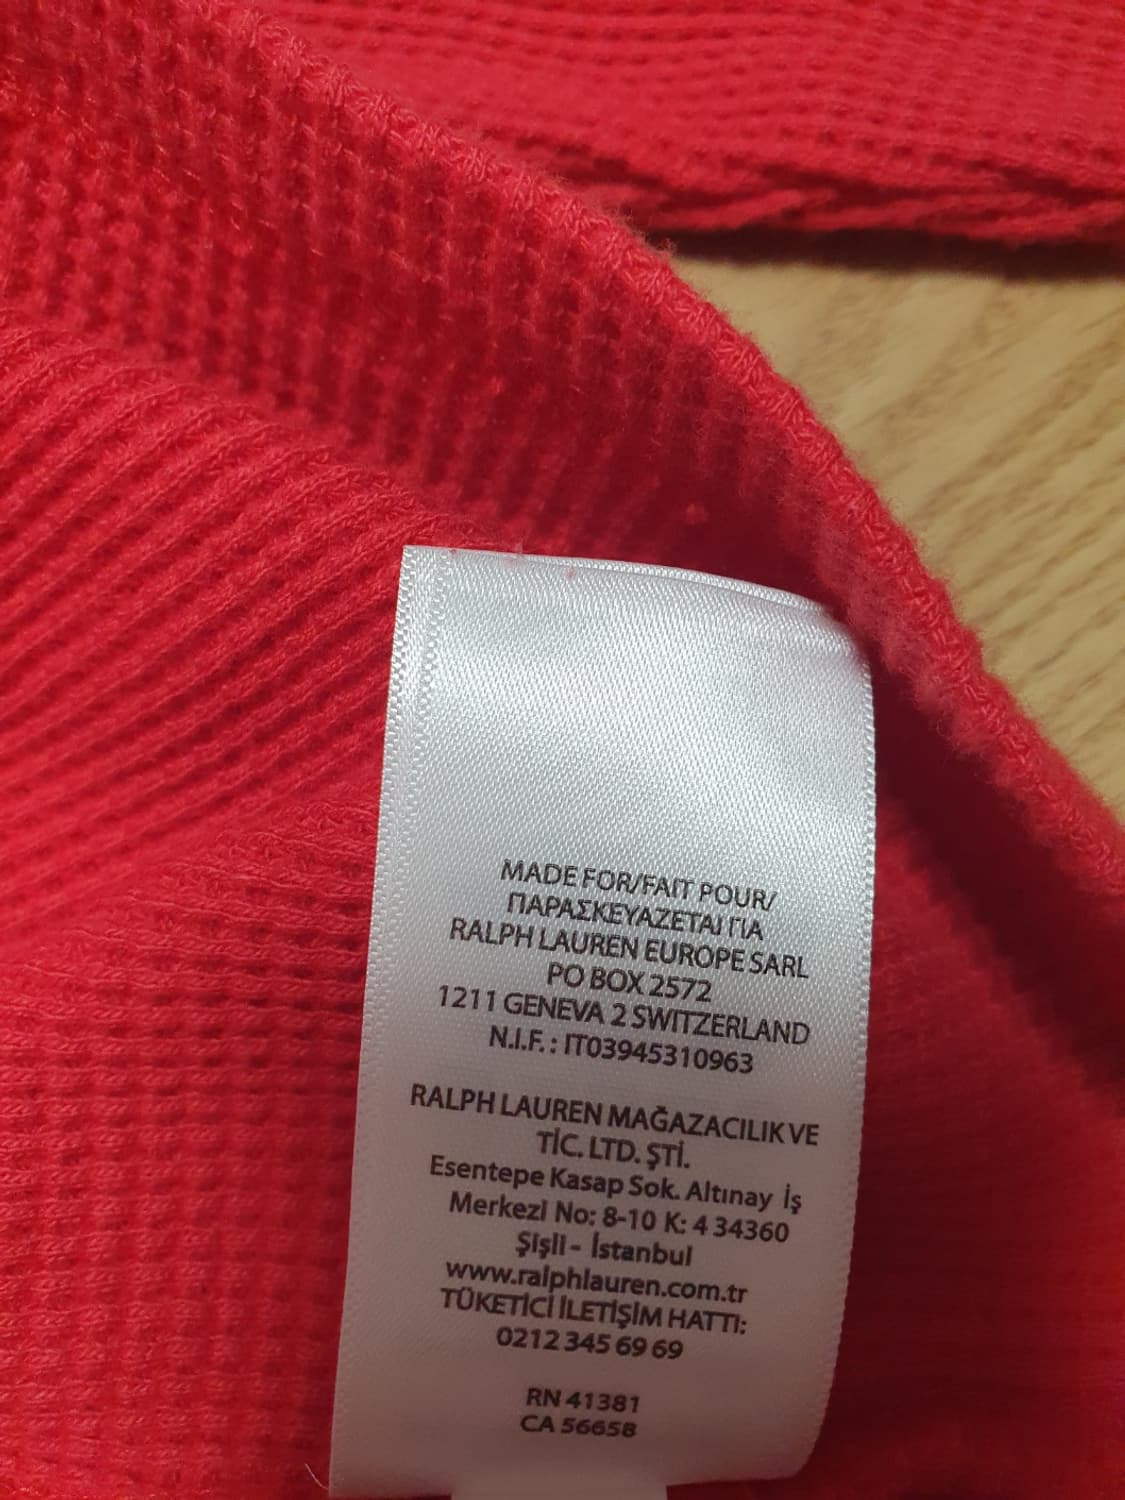 MADE FOR/FAIT POUR/
ΠΑΡΑΣΚΕΥΑΖΕΤΑΙ ΓΙΑ
RALPH LAUREN EUROPE SARL
PO BOX 2572
1211 GENEVA 2 SWITZERLAND
N.I.F. : IT03945310963
RALPH LAUREN MAĞAZACILIK VE
TİC. LTD. ŞTİ.
Esentepe Kasap Sok. Altınay İş
Merkezi No: 8-10 K: 4 34360
Şişli - İstanbul
www.ralphlauren.com.tr
TÜKETİCİ İLETİŞİM HATTI:
0212 345 69 69
RN 41381
CA 56658